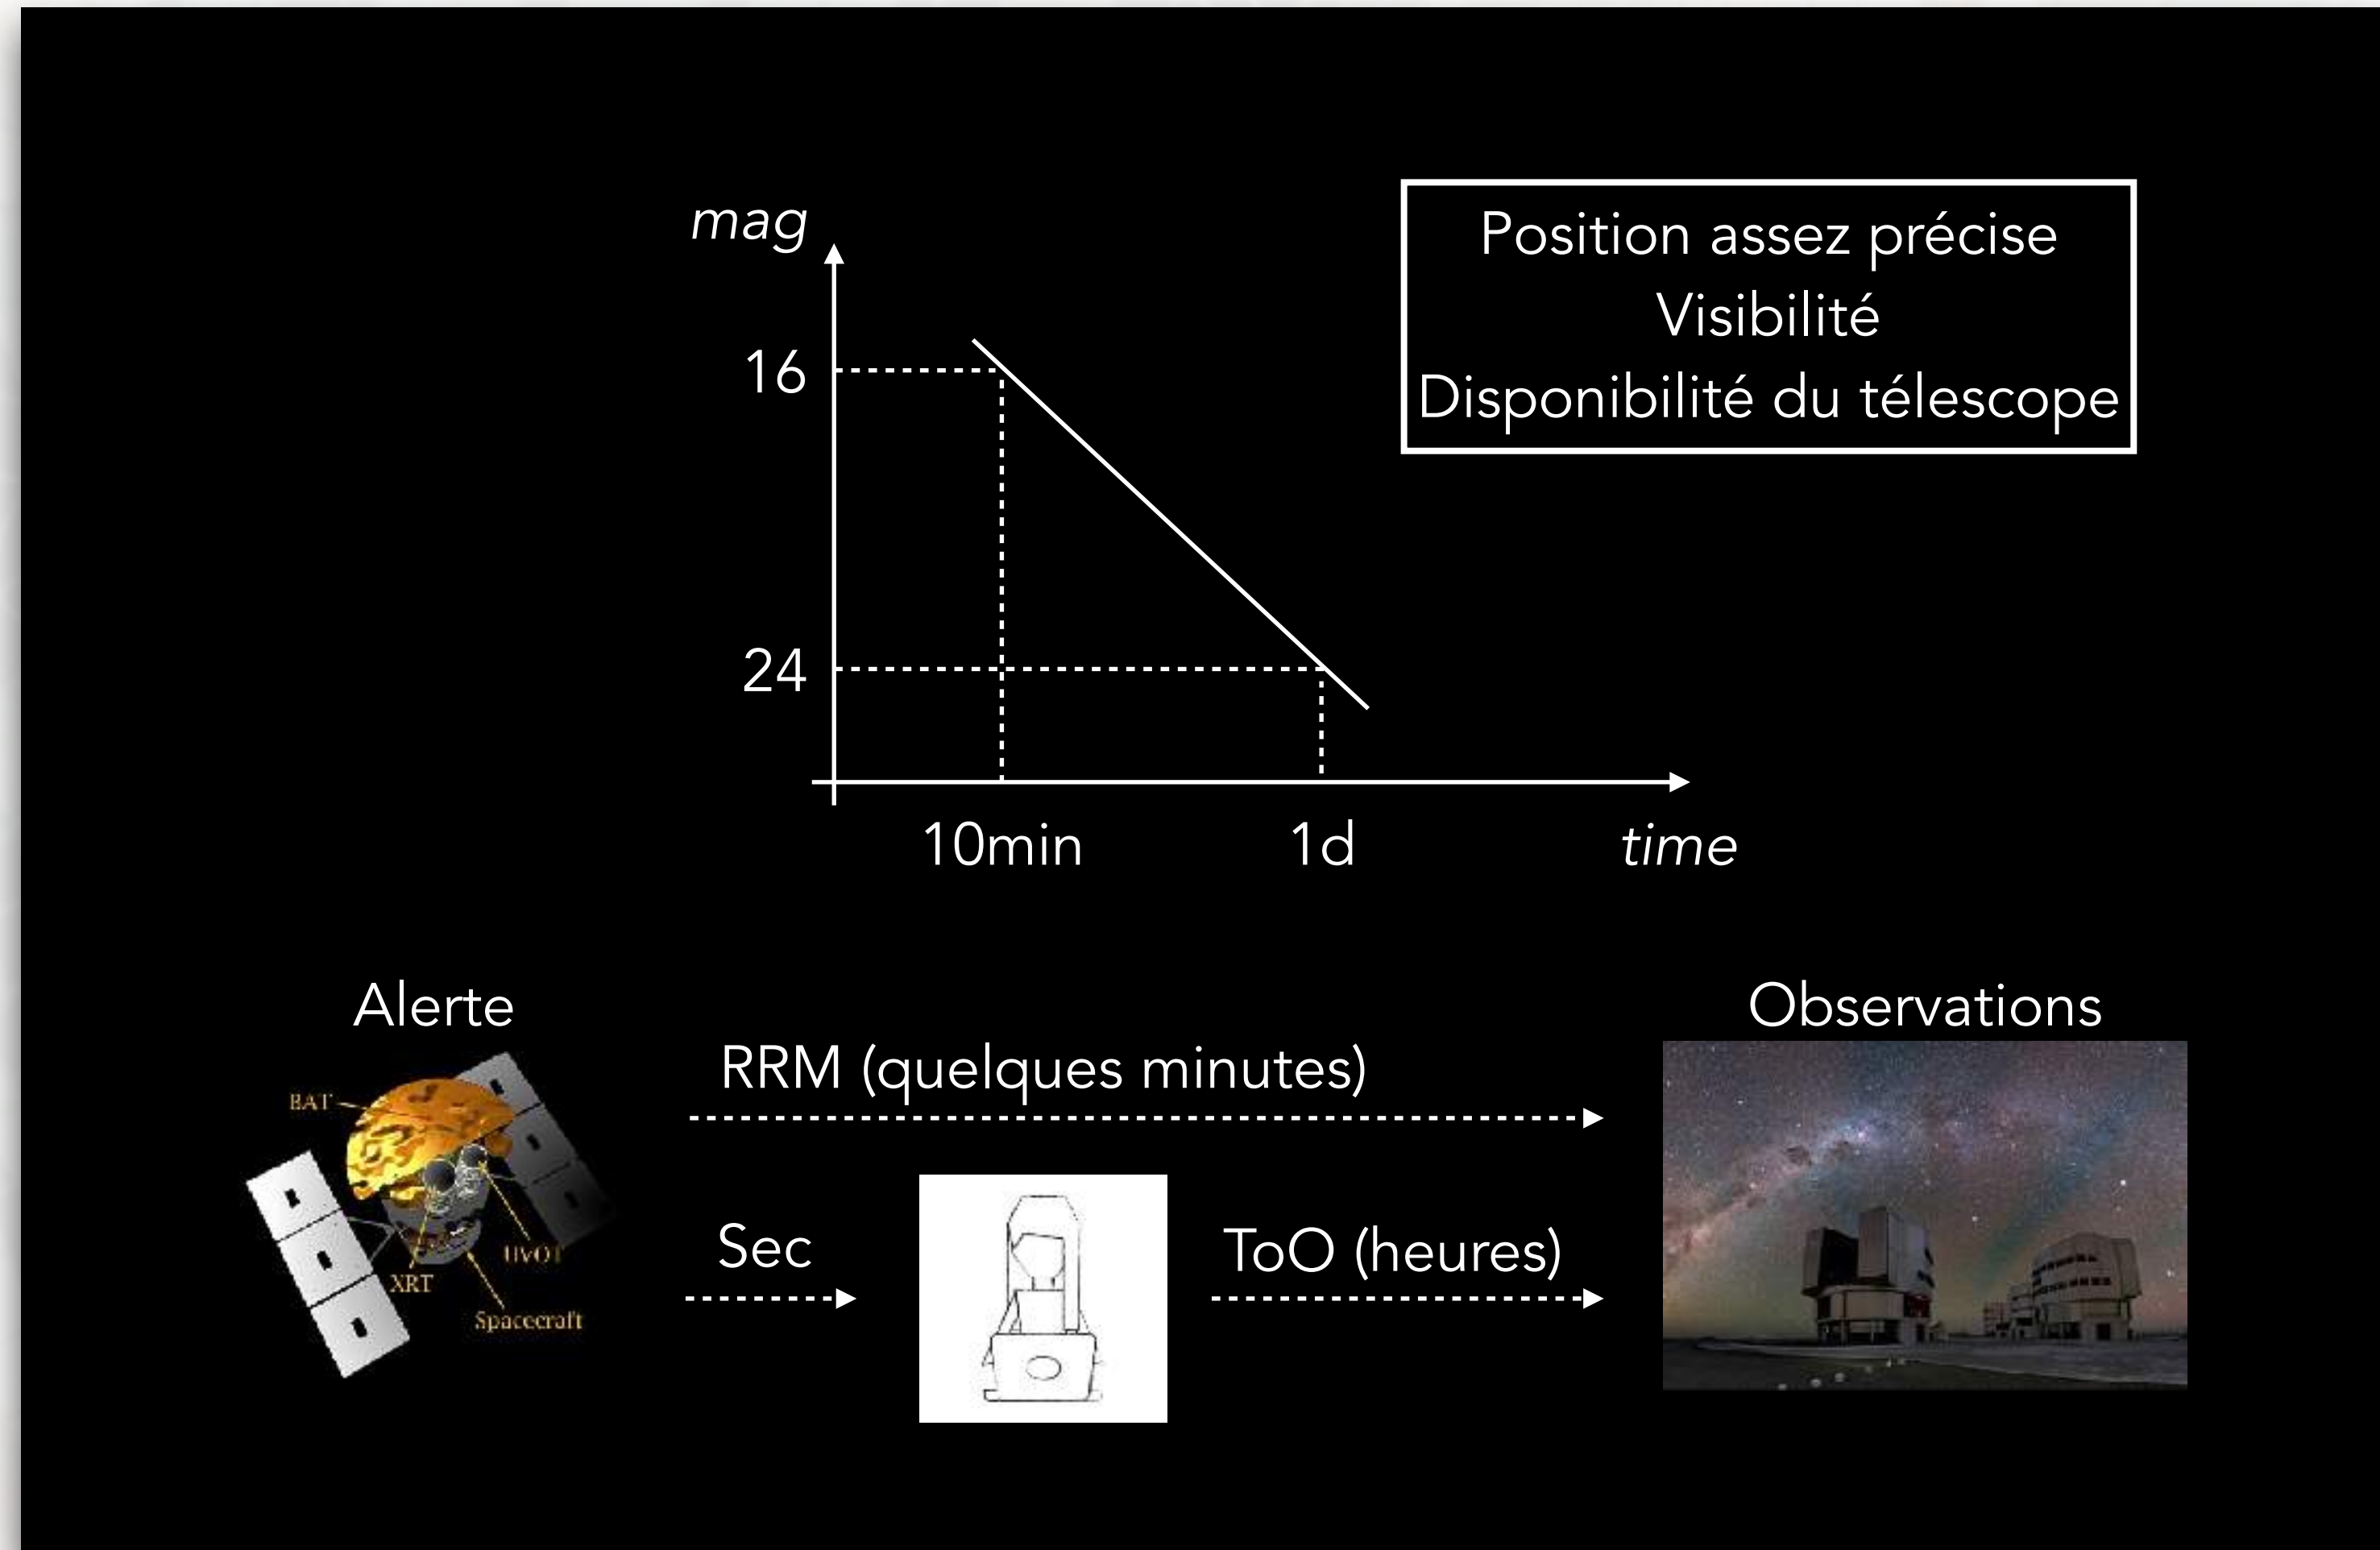 mag
16
24
10min
1d
time
Position assez précise
Visibilité
Disponibilité du télescope
Alerte
BAT
XRT
UVOT
Spacecraft
RRM (quelques minutes)
Sec
ToO (heures)
Observations